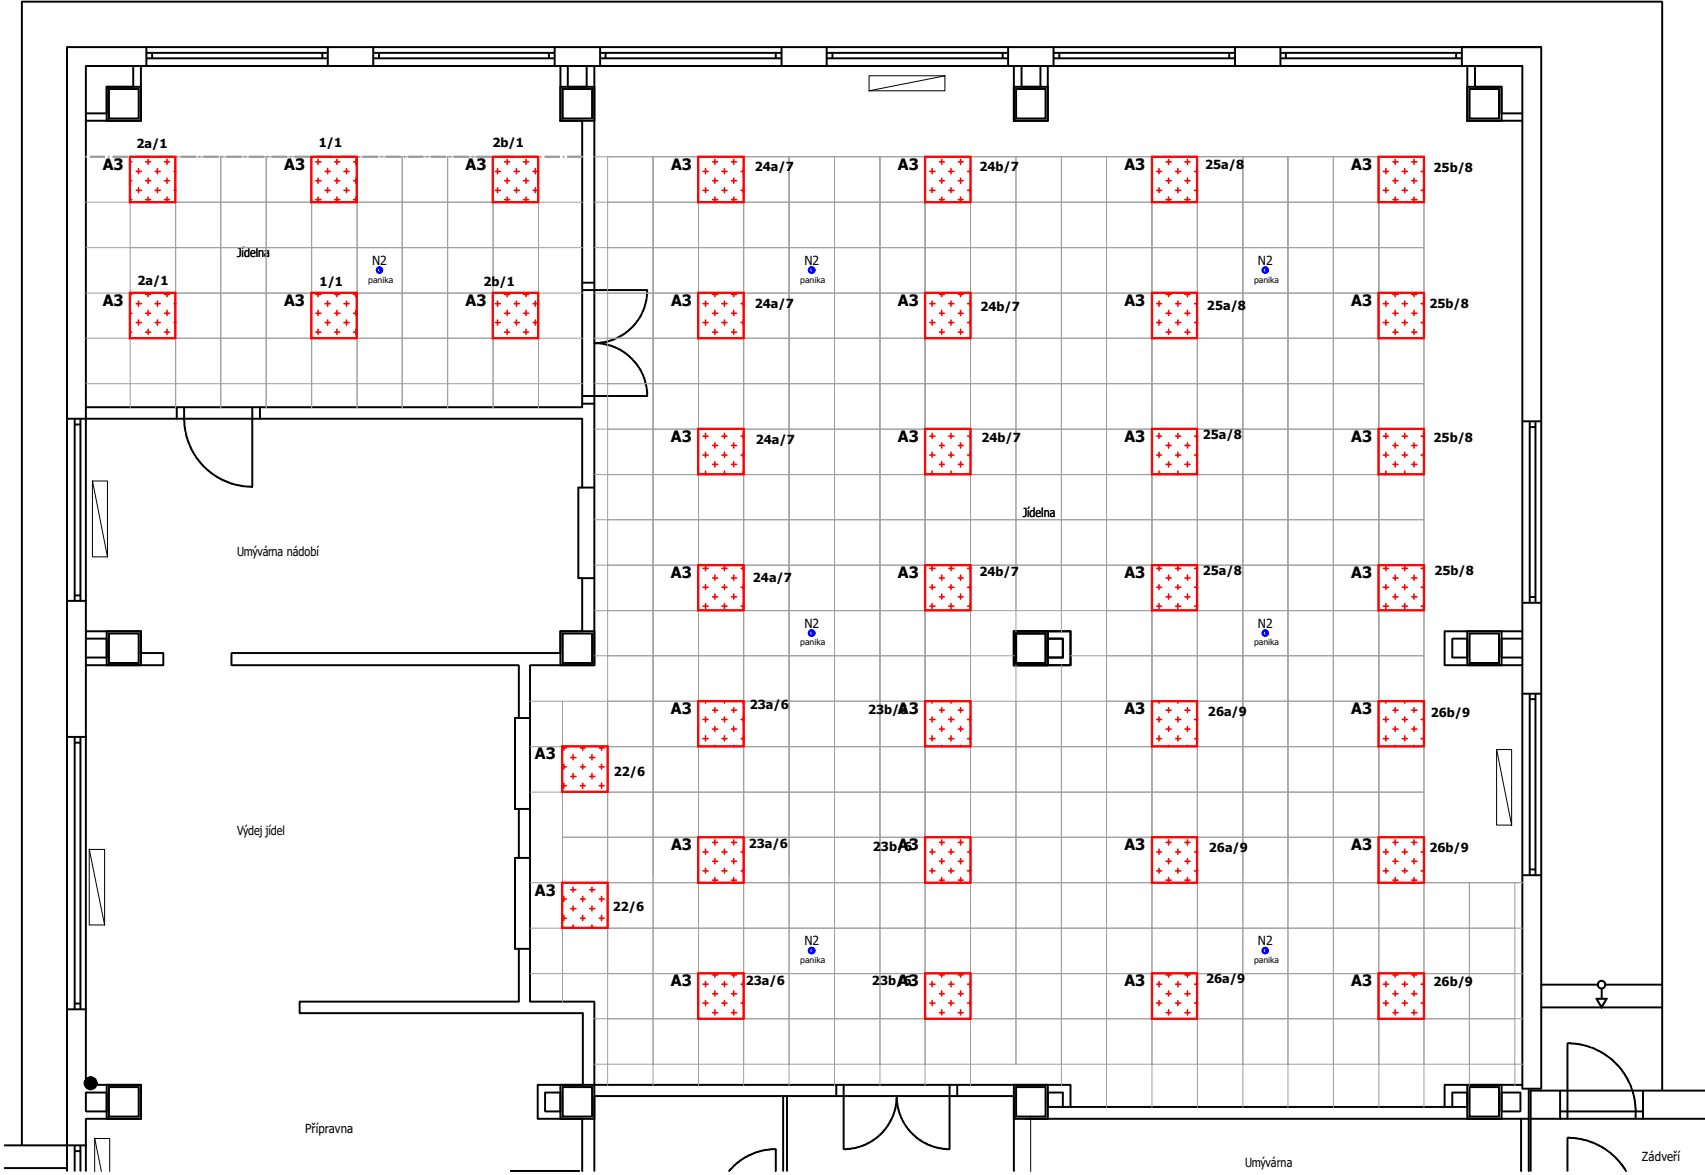 2a/1 1/1 2b/1
A3 A3 A3 A3 24a/7 A3 24b/7 A3 25a/8 A3 25b/8
Jídelna
N2 N2 N2
panika panika panika
2a/1 1/1 2b/1
A3 A3 A3 A3 24a/7 A3 24b/7 A3 25a/8 A3 25b/8
A3 24a/7 A3 24b/7 A3 25a/8 A3 25b/8
Jídelna
Umývárna nádobí
A3 24a/7 A3 24b/7 A3 25a/8 A3 25b/8
N2 N2
panika panika
A3 23a/6 23b/6 A3 A3 26a/9 A3 26b/9
A3 22/6
Výdej jídel
A3 23a/6 23b/6 A3 A3 26a/9 A3 26b/9
A3 22/6
N2 N2
panika panika
A3 23a/6 23b/6 A3 A3 26a/9 A3 26b/9
Přípravna
Umývárna
Zádveří